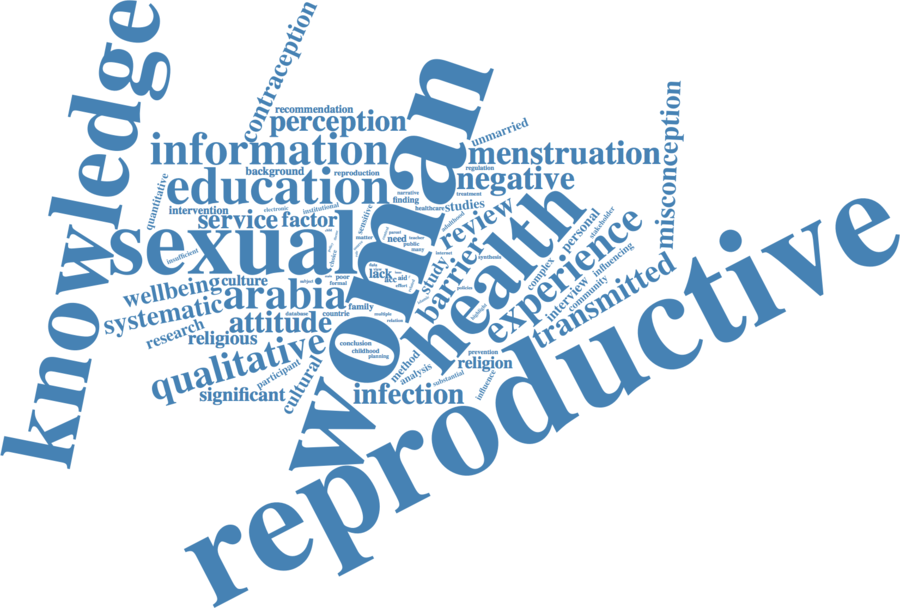 knowledge
contraception
recommendation
perception
information
background
reproduction
education
quantitative
intervention
electronic
institutional
service
factor
sensitive
sexual
insufficient
woman
unmarried
menstruation
regulation
negative
treatment
narrative
finding
healthcare
studies
adulthood
review
misconception
stakeholder
personal
health
barrier
need
public
many
matter
parent
teacher
internet
synthesis
study
lack
aid
poor
formal
subject
effort
policies
complex
influencing
experience
community
interview
transmitted
wellbeing
culture
arabia
systematic
research
religious
attitude
database
countrie
family
multiple
relation
qualitative
participant
significant
cultural
conclusion
childhood
planning
method
analysis
substantial
prevention
religion
influence
infection
highlights
reproductive